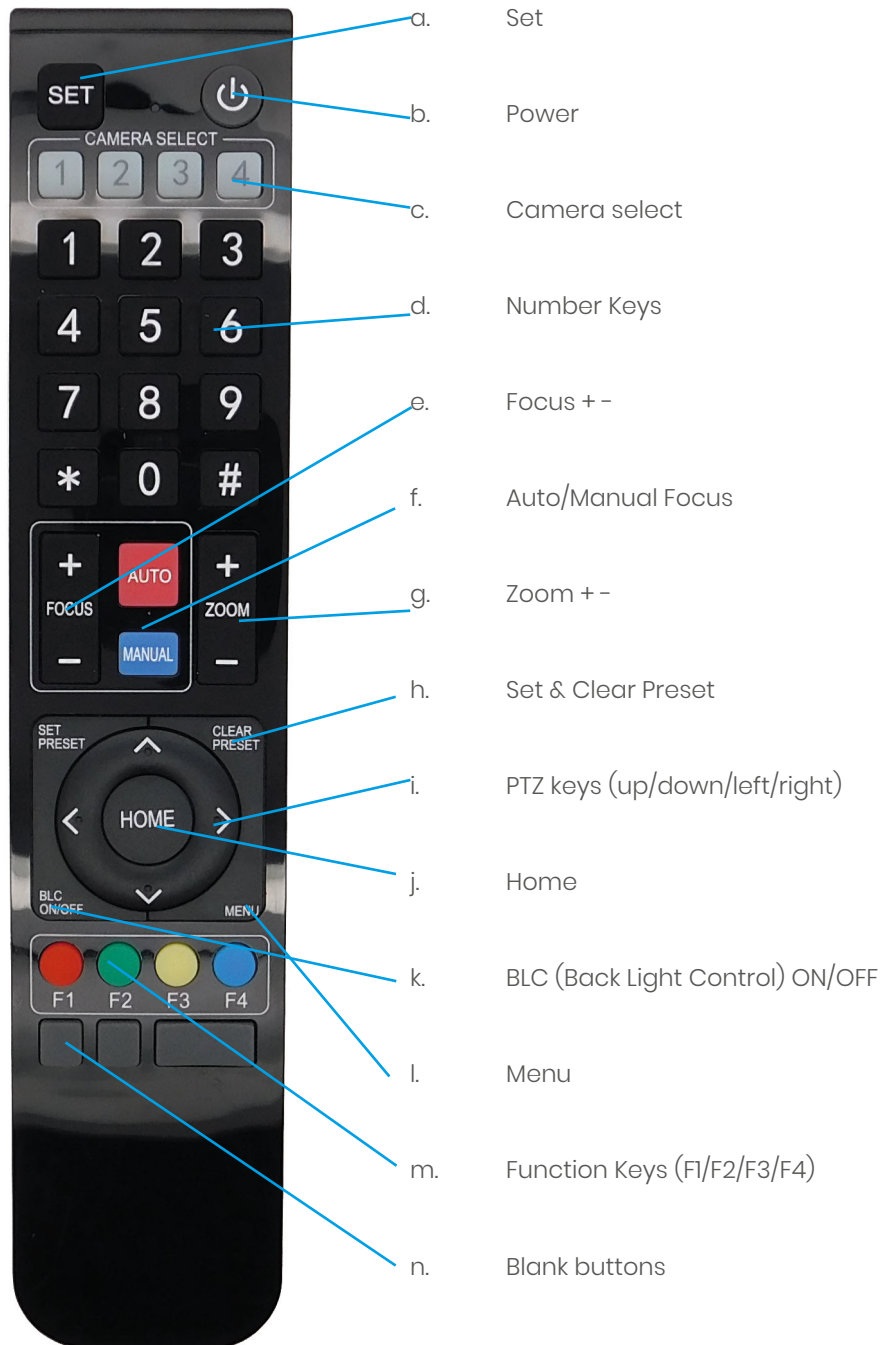 a. Set
SET
b. Power
CAMERA SELECT
1 2 3 4
c. Camera select
1 2 3
d. Number Keys
4 5 6
7 8 9
e. Focus + -
* 0 #
f. Auto/Manual Focus
+ AUTO +
FOCUS ZOOM
g. Zoom + -
- MANUAL -
h. Set & Clear Preset
SET PRESET
CLEAR PRESET
i. PTZ keys (up/down/left/right)
HOME
j. Home
BLC ON/OFF
MENU
k. BLC (Back Light Control) ON/OFF
F1 F2 F3 F4
l. Menu
m. Function Keys (F1/F2/F3/F4)
n. Blank buttons